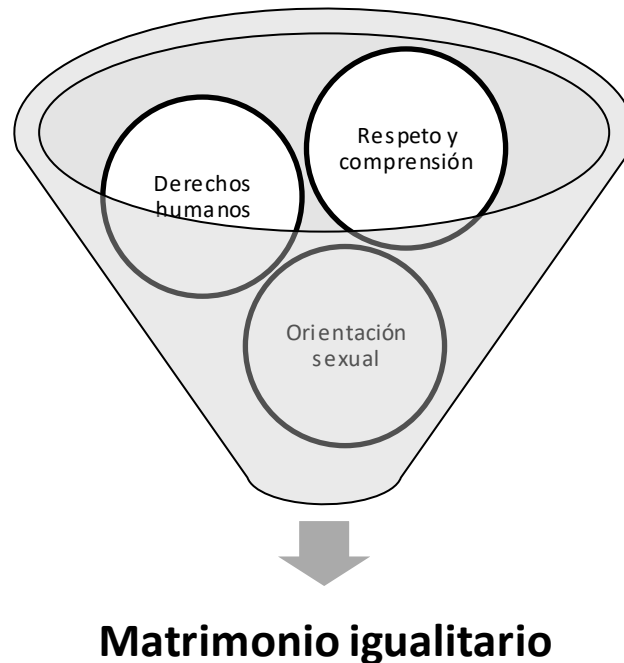 Respeto y
comprensión
Derechos
humanos
Orientación
sexual
Matrimonio igualitario